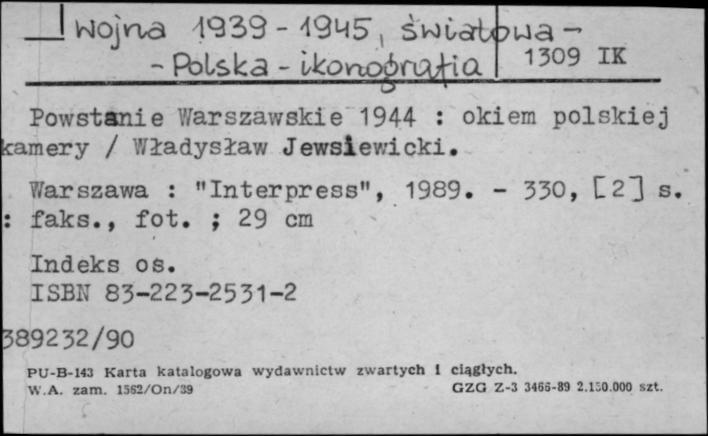 Wojna 1939-1945, światowa -
- Polska - ikonografia
1309 IK
Powstanie Warszawskie 1944 : okiem polskiej
kamery / Władysław Jewsiewicki.
Warszawa : "Interpress", 1989. - 330, [2] s.
: faks., fot. ; 29 cm
Indeks os.
ISBN 83-223-2531-2
389232/90
PU-B-143 Karta katalogowa wydawnictw zwartych i ciągłych.
W.A. zam. 1562/On/89 GZG Z-3 3466-89 2.150.000 szt.